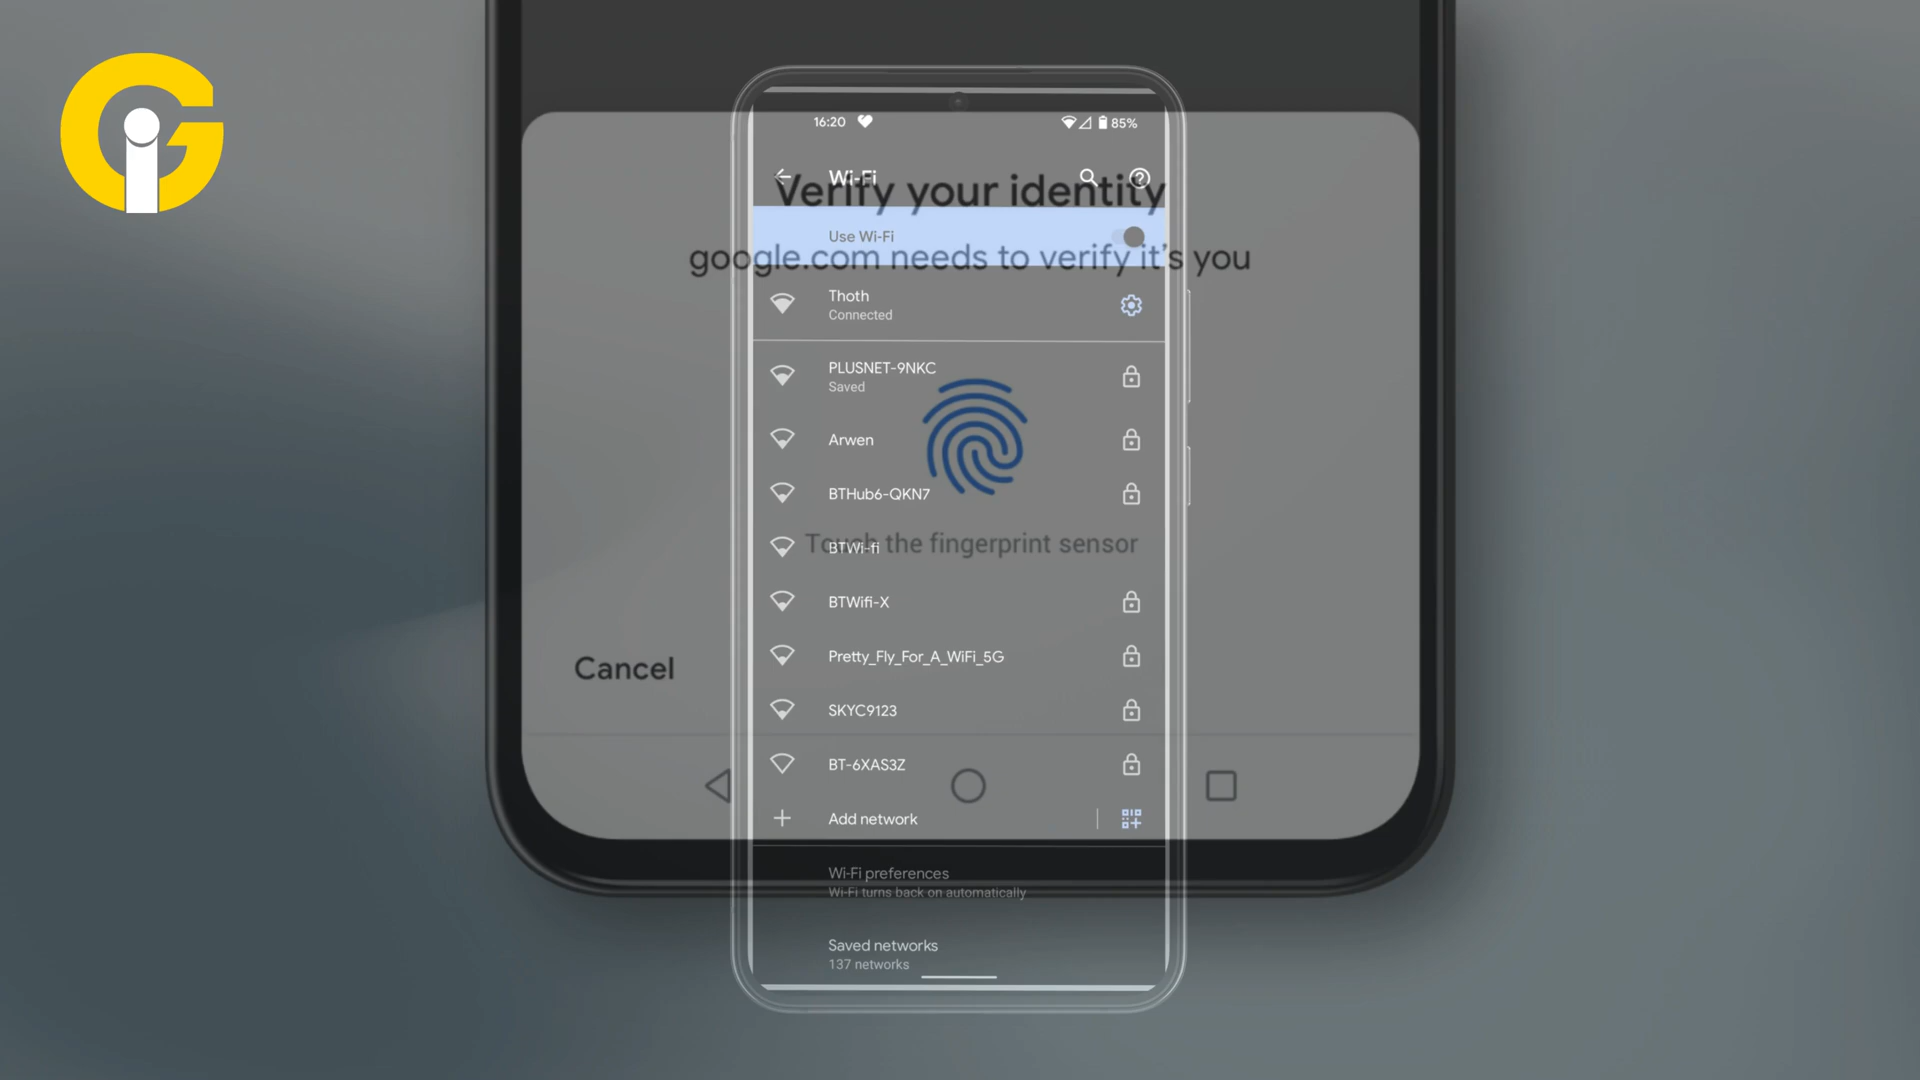 16:20
85%
Wi-Fi
Verify your identity
Use Wi-Fi
google.com needs to verify it's you
Thoth
Connected
PLUSNET-9NKC
Saved
Arwen
BTHub6-QKN7
BTWi-fi
Touch the fingerprint sensor
BTWifi-X
Pretty_Fly_For_A_WiFi_5G
Cancel
SKYC9123
BT-6XAS3Z
Add network
Wi-Fi preferences
Wi-Fi turns back on automatically
Saved networks
137 networks